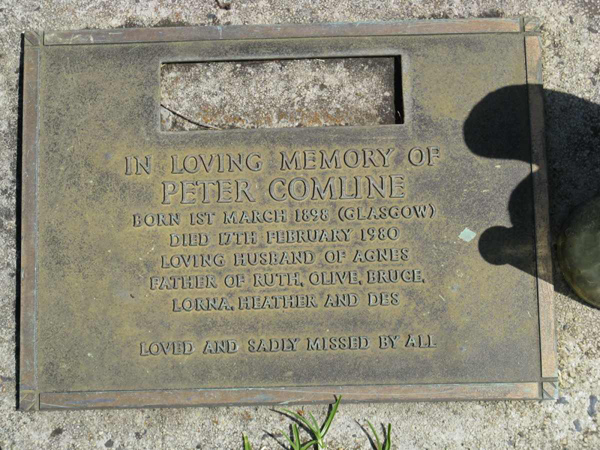 IN LOVING MEMORY OF
PETER COMLINE
BORN 1ST MARCH 1898 (GLASGOW)
DIED 17TH FEBRUARY 1980
LOVING HUSBAND OF AGNES
FATHER OF RUTH, OLIVE, BRUCE,
LORNA, HEATHER AND DES
LOVED AND SADLY MISSED BY ALL